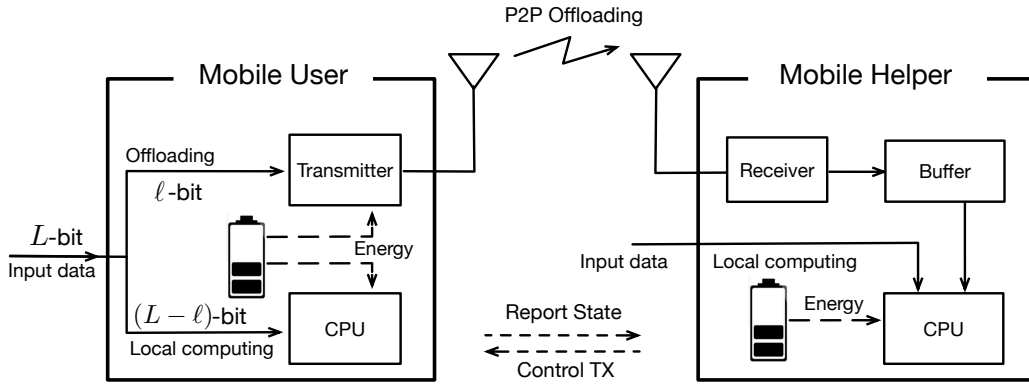 P2P Offloading
Mobile User
Mobile Helper
Offloading
ℓ-bit
Transmitter
Receiver
Buffer
L-bit
Input data
Energy
Input data
Local computing
(L − ℓ)-bit
Local computing
CPU
Report State
Control TX
Energy
CPU